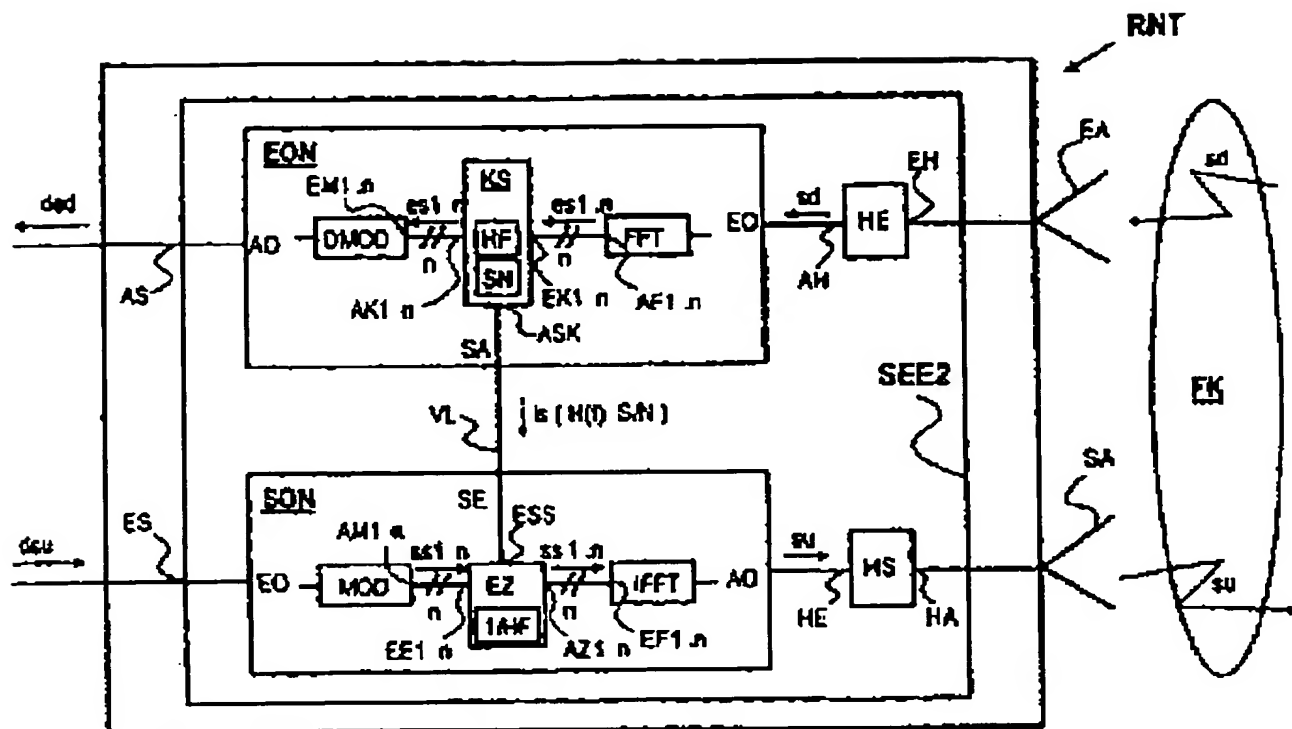 RNT
EON
KS
EH
EA
sd
EM1..n
es1..n
es1..n
sd
DMOD
HF
SN
FFT
EO
HE
AO
n
n
AS
AK1..n
EK1..n
AF1..n
AH
ASK
SA
SEE2
FK
VL
is ( H(f) S/N )
SE
SA
SON
ESS
ES
AM1..n
dsu
ss1..n
ss1..n
su
EO
MOD
EZ
IFFT
AO
HS
su
n
1/HF
n
HE
HA
EE1..n
AZ1..n
EF1..n